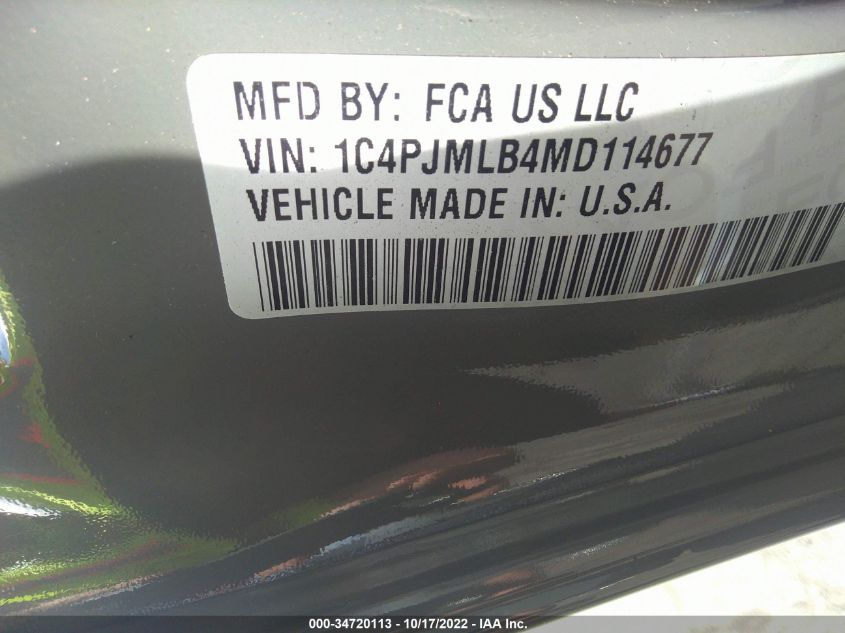 MFD BY: FCA US LLC
VIN: 1C4PJMLB4MD114677
VEHICLE MADE IN: U.S.A.
000-34720113 - 10/17/2022 - IAA, Inc.